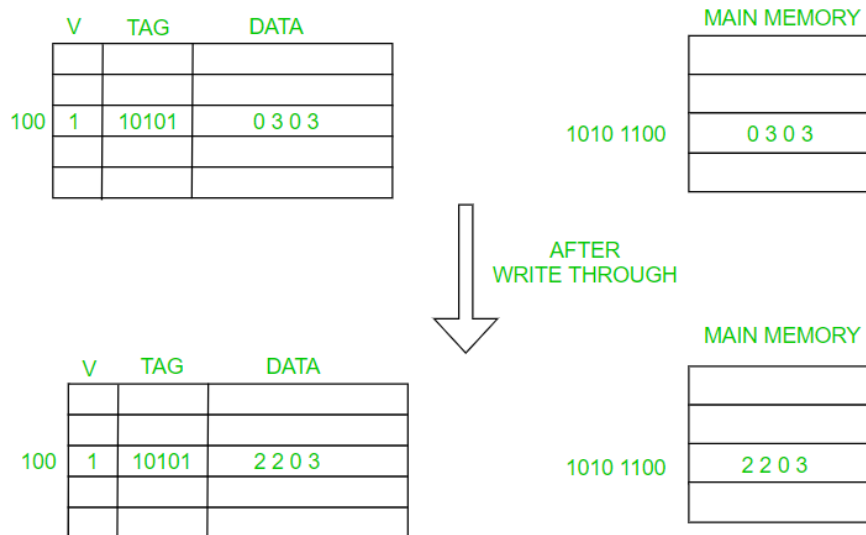 V TAG DATA
MAIN MEMORY
100 1 10101 0 3 0 3
1010 1100 0 3 0 3
AFTER
WRITE THROUGH
MAIN MEMORY
V TAG DATA
100 1 10101 2 2 0 3
1010 1100 2 2 0 3